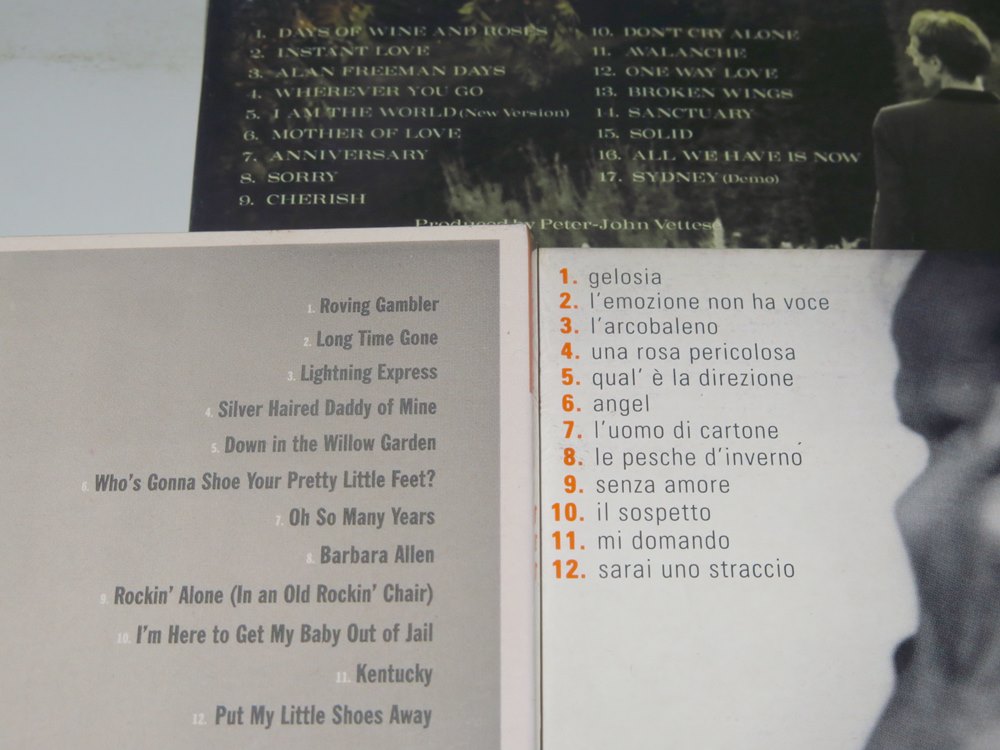 1. DAYS OF WINE AND ROSES
2. INSTANT LOVE
3. ALAN FREEMAN DAYS
4. WHEREVER YOU GO
5. I AM THE WORLD (New Version)
6. MOTHER OF LOVE
7. ANNIVERSARY
8. SORRY
9. CHERISH
10. DON'T CRY ALONE
11. AVALANCHE
12. ONE WAY LOVE
13. BROKEN WINGS
14. SANCTUARY
15. SOLID
16. ALL WE HAVE IS NOW
17. SYDNEY (Demo)
Produced by Peter-John Vettese
1. Roving Gambler
2. Long Time Gone
3. Lightning Express
4. Silver Haired Daddy of Mine
5. Down in the Willow Garden
6. Who's Gonna Shoe Your Pretty Little Feet?
7. Oh So Many Years
8. Barbara Allen
9. Rockin' Alone (In an Old Rockin' Chair)
10. I'm Here to Get My Baby Out of Jail
11. Kentucky
12. Put My Little Shoes Away
1. gelosia
2. l'emozione non ha voce
3. l'arcobaleno
4. una rosa pericolosa
5. qual' è la direzione
6. angel
7. l'uomo di cartone
8. le pesche d'inverno
9. senza amore
10. il sospetto
11. mi domando
12. sarai uno straccio